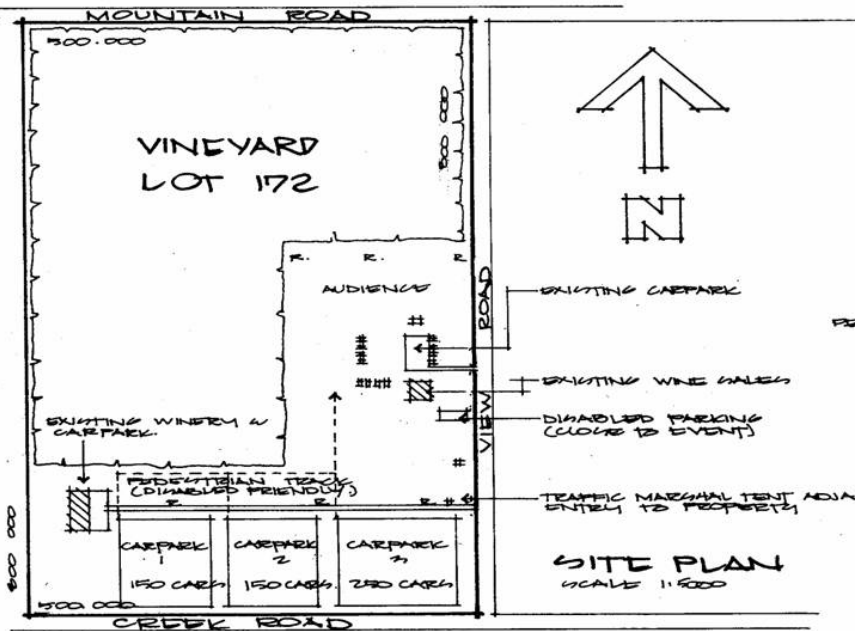 MOUNTAIN ROAD
500.000
VINEYARD
LOT 172
800 000
R. R. R
AUDIENCE
VIEW ROAD
N
EXISTING CARPARK
EXISTING WINE SALES
DISABLED PARKING
(CLOSE TO EVENT)
EXISTING WINERY &
CARPARK.
PEDESTRIAN TRACK
(DISABLED FRIENDLY.)
R R R
TRAFFIC MARSHAL TENT ADJA
ENTRY TO PROPERTY
CARPARK
1
150 CARS
CARPARK
2
150 CARS
CARPARK
3
250 CARS
800 000
500.000
CREEK ROAD
SITE PLAN
SCALE 1:5000